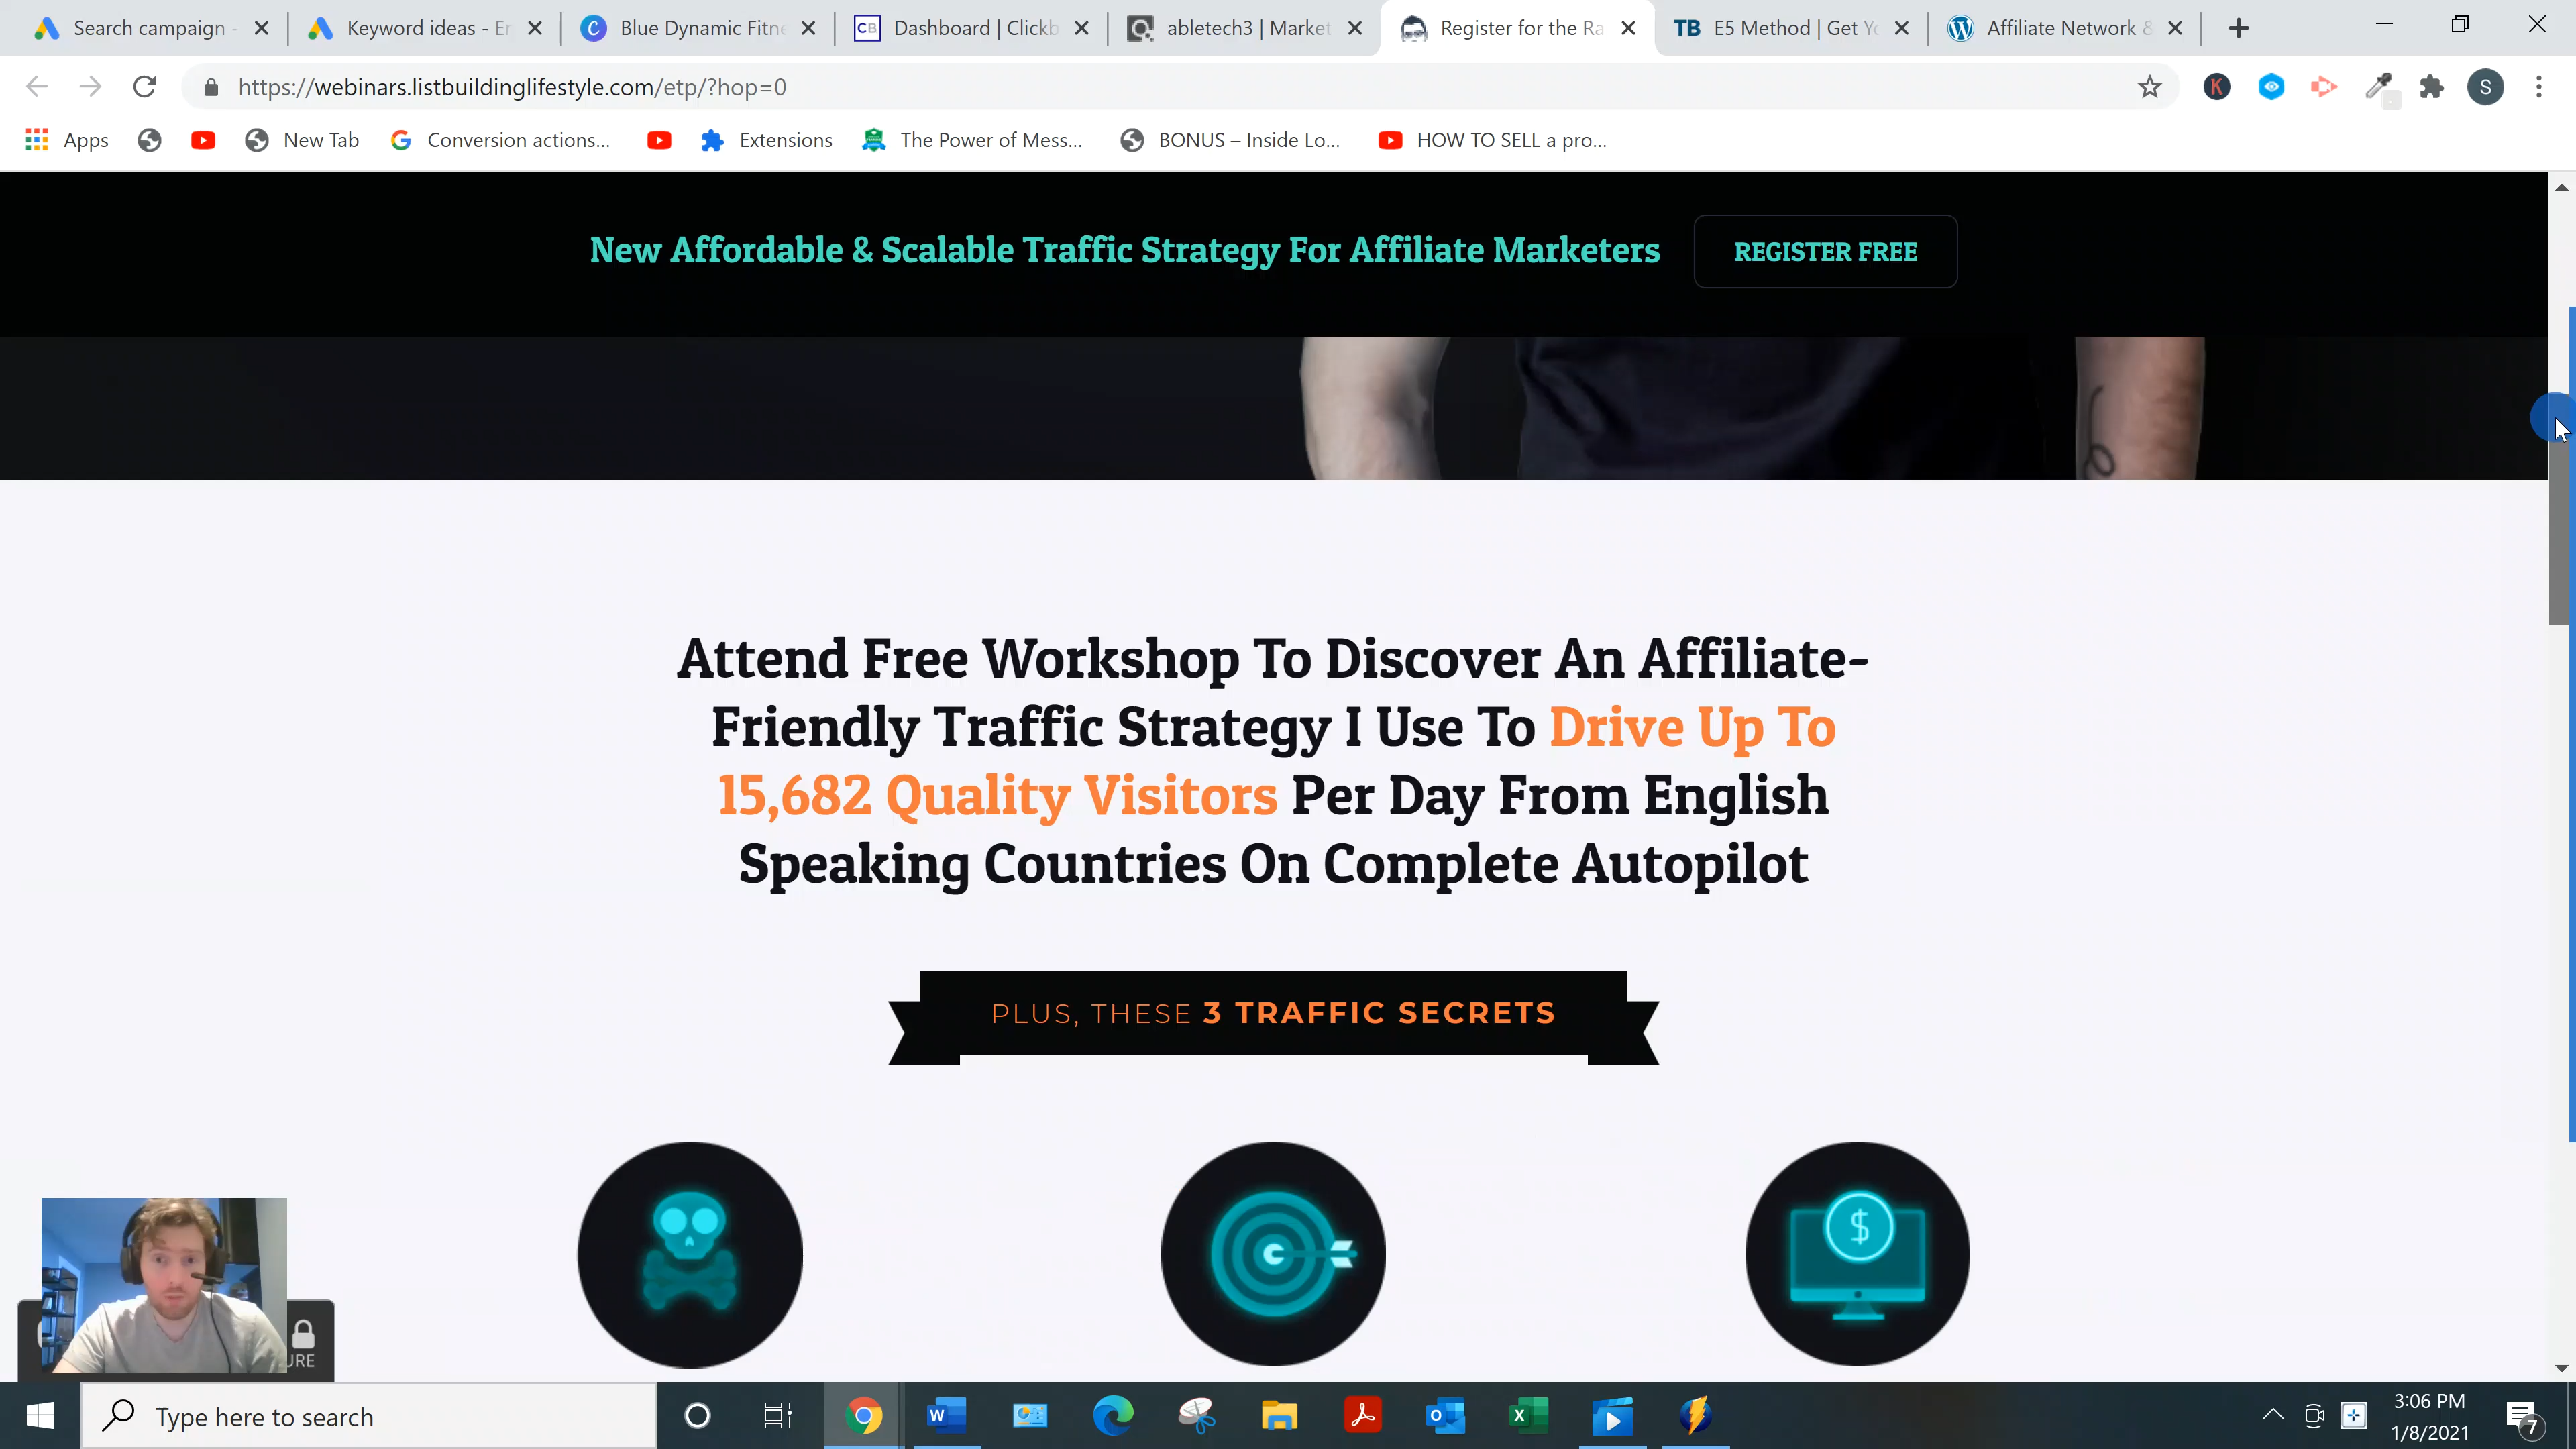 Search campaign -
Keyword ideas - En
Blue Dynamic Fitne
CB
Dashboard | Clickb
abletech3 | Market
Register for the Ra
TB
E5 Method | Get Yo
Affiliate Network &
https://webinars.listbuildinglifestyle.com/etp/?hop=0
K
S
Apps
New Tab
Conversion actions...
Extensions
The Power of Mess...
BONUS – Inside Lo...
HOW TO SELL a pro...
New Affordable & Scalable Traffic Strategy For Affiliate Marketers
REGISTER FREE
Attend Free Workshop To Discover An Affiliate-
Friendly Traffic Strategy I Use To Drive Up To
15,682 Quality Visitors Per Day From English
Speaking Countries On Complete Autopilot
PLUS, THESE 3 TRAFFIC SECRETS
$
URE
Type here to search
3:06 PM
1/8/2021
7